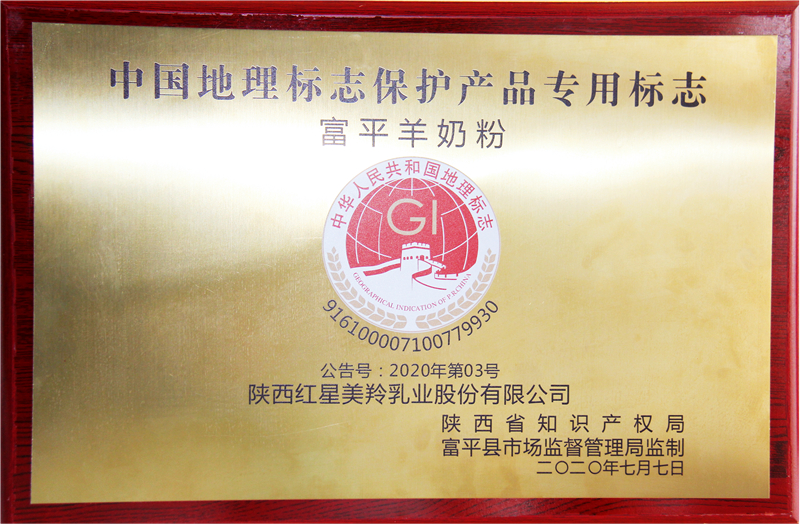 中国地理标志保护产品专用标志
富平羊奶粉
中华人民共和国地理标志
GI
GEOGRAPHICAL INDICATION OF P.R.CHINA
916100007100779930
公告号：2020年第03号
陕西红星美羚乳业股份有限公司
陕西省知识产权局
富平县市场监督管理局监制
二〇二〇年七月七日